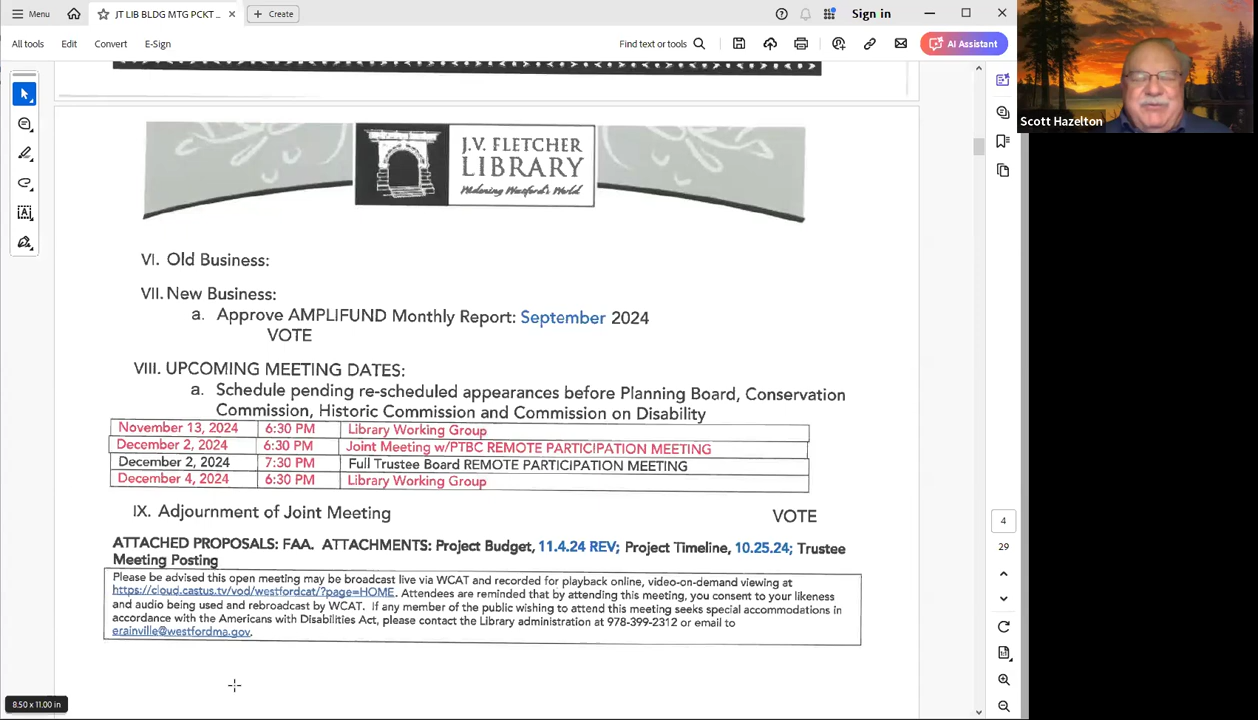 Menu
JT LIB BLDG MTG PCKT ...
Create
Sign in
All tools
Edit
Convert
E-Sign
Find text or tools
AI Assistant
Scott Hazelton
J.V. FLETCHER
LIBRARY
Widening Westford's World
VI. Old Business:
VII. New Business:
a. Approve AMPLIFUND Monthly Report: September 2024
VOTE
VIII. UPCOMING MEETING DATES:
a. Schedule pending re-scheduled appearances before Planning Board, Conservation
Commission, Historic Commission and Commission on Disability
November 13, 2024 6:30 PM Library Working Group
December 2, 2024 6:30 PM Joint Meeting w/PTBC REMOTE PARTICIPATION MEETING
December 2, 2024 7:30 PM Full Trustee Board REMOTE PARTICIPATION MEETING
December 4, 2024 6:30 PM Library Working Group
IX. Adjournment of Joint Meeting VOTE
ATTACHED PROPOSALS: FAA. ATTACHMENTS: Project Budget, 11.4.24 REV; Project Timeline, 10.25.24; Trustee
Meeting Posting
Please be advised this open meeting may be broadcast live via WCAT and recorded for playback online, video-on-demand viewing at
https://cloud.castus.tv/vod/westfordcat/?page=HOME. Attendees are reminded that by attending this meeting, you consent to your likeness
and audio being used and rebroadcast by WCAT. If any member of the public wishing to attend this meeting seeks special accommodations in
accordance with the Americans with Disabilities Act, please contact the Library administration at 978-399-2312 or email to
erainville@westfordma.gov.
4
29
8.50 x 11.00 in